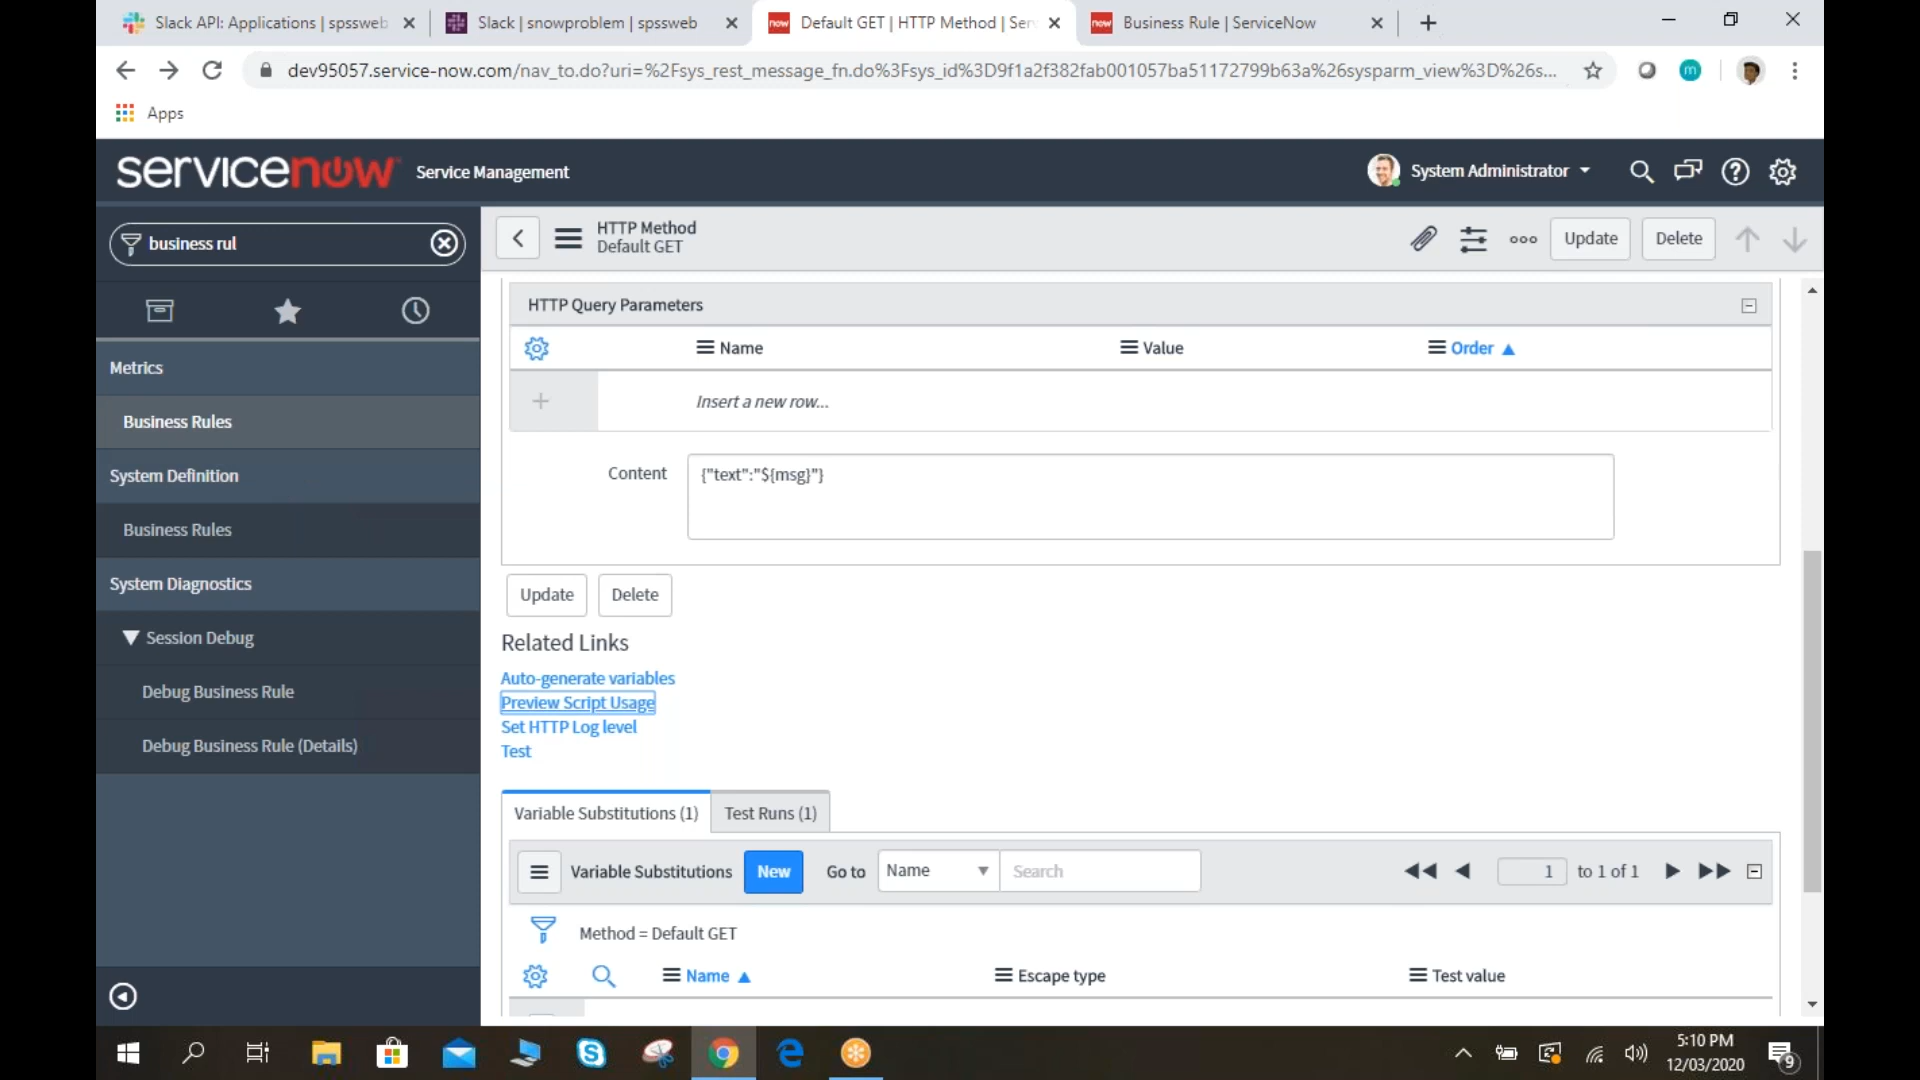 Slack API: Applications | spssweb
Slack | snowproblem | spssweb
Default GET | HTTP Method | Ser
Business Rule | ServiceNow
dev95057.service-now.com/nav_to.do?uri=%2Fsys_rest_message_fn.do%3Fsys_id%3D9f1a2f382fab001057ba51172799b63a%26sysparm_view%3D%26s...
m
Apps
servicenow Service Management
System Administrator
business rul
HTTP Method
Default GET
Update
Delete
Metrics
Business Rules
System Definition
Business Rules
System Diagnostics
Session Debug
Debug Business Rule
Debug Business Rule (Details)
HTTP Query Parameters
Name
Value
Order
Insert a new row...
Content
{"text":"${msg}"}
Update
Delete
Related Links
Auto-generate variables
Preview Script Usage
Set HTTP Log level
Test
Variable Substitutions (1)
Test Runs (1)
Variable Substitutions
New
Go to
Name
Search
1
to 1 of 1
Method = Default GET
Name
Escape type
Test value
5:10 PM
12/03/2020
9